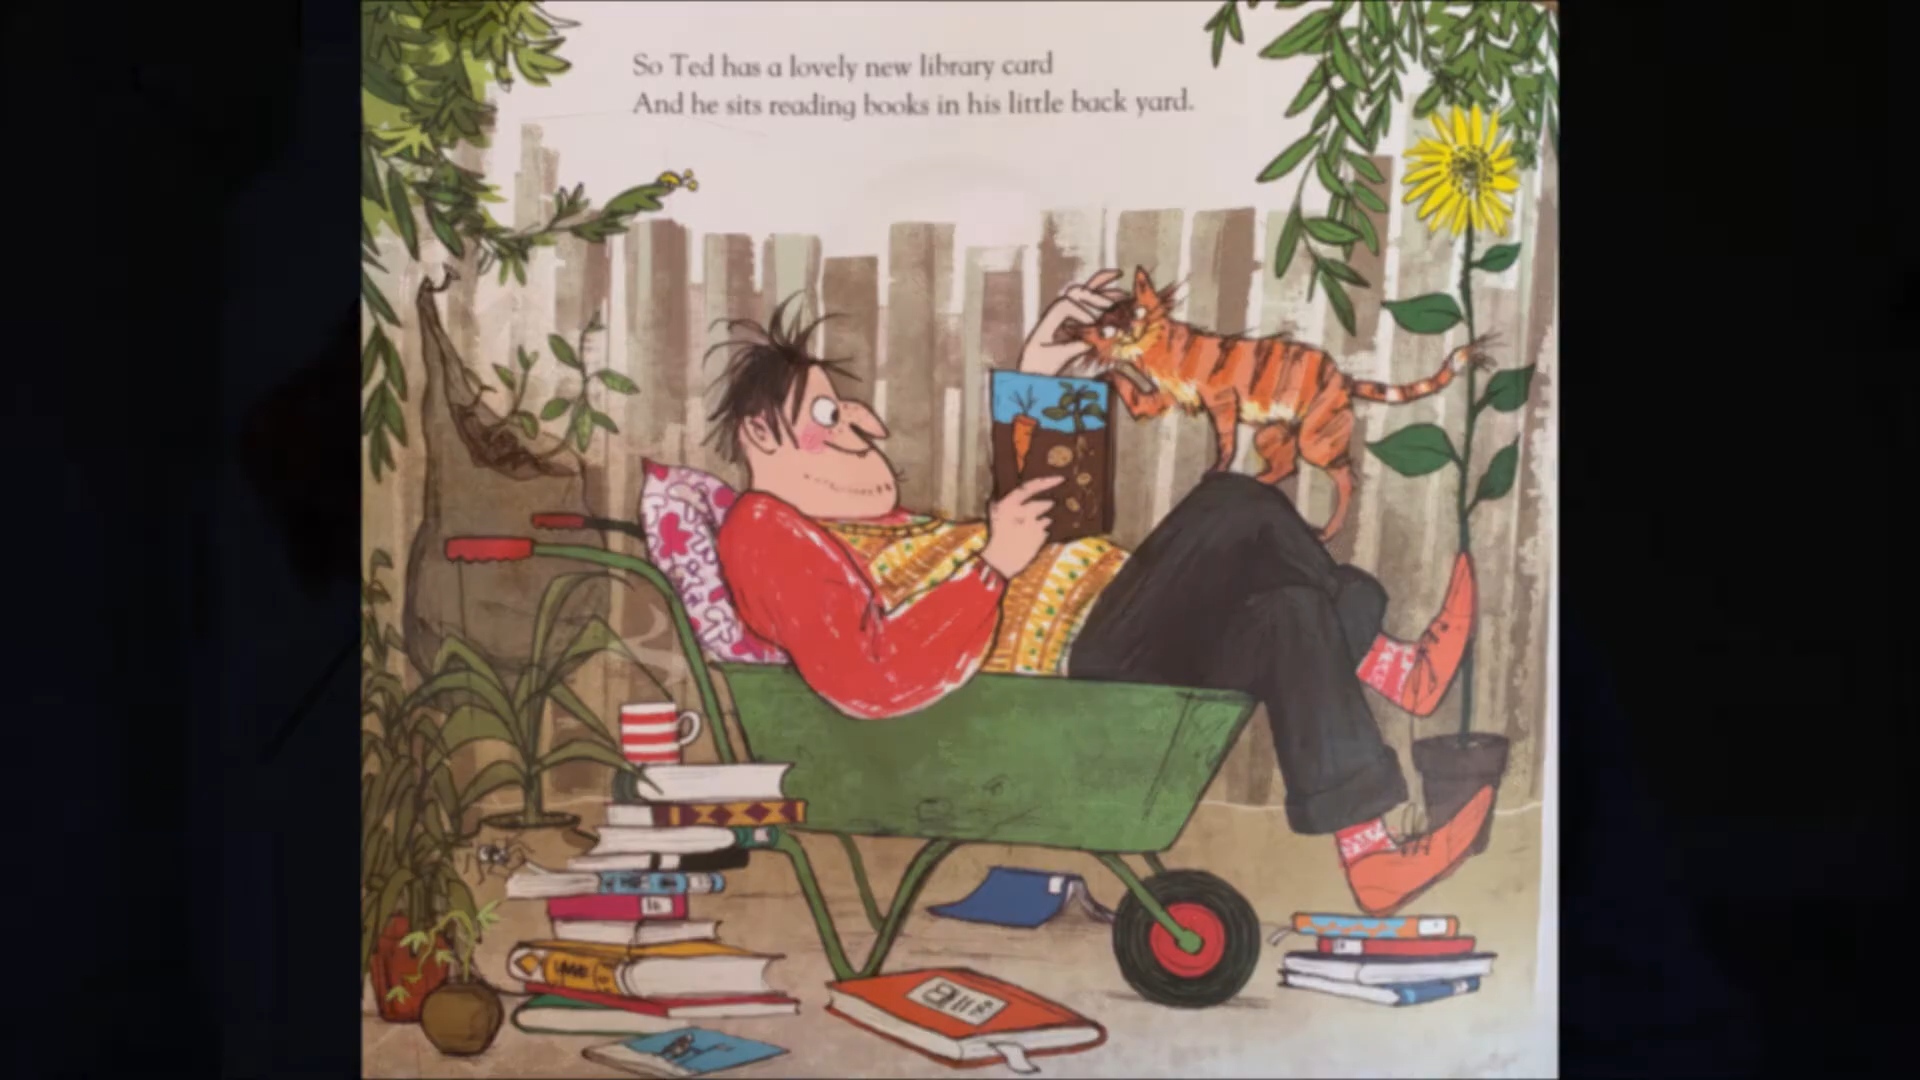 So Ted has a lovely new library card
And he sits reading books in his little back yard.